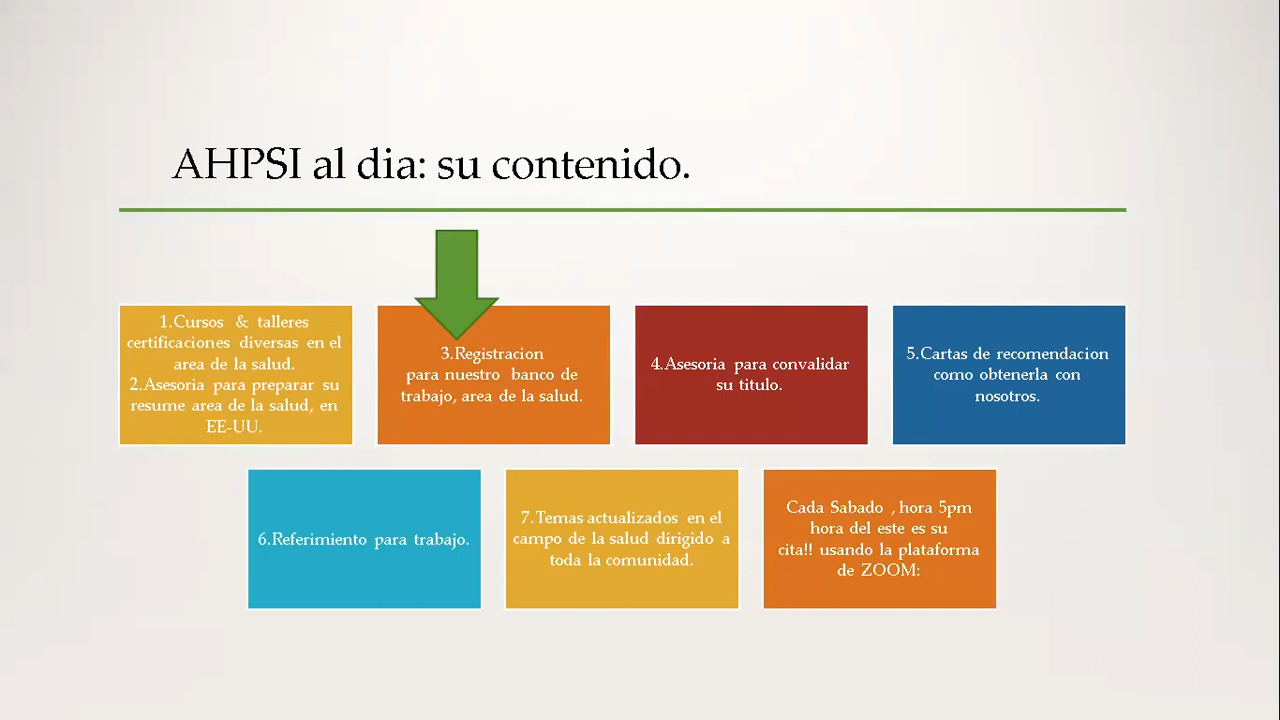 AHPSI al dia: su contenido.
1.Cursos & talleres
certificaciones diversas en el
area de la salud.
2.Asesoria para preparar su
resume area de la salud, en
EE-UU.
3.Registracion
para nuestro banco de
trabajo, area de la salud.
4.Asesoria para convalidar
su titulo.
5.Cartas de recomendacion
como obtenerla con
nosotros.
6.Referimiento para trabajo.
7.Temas actualizados en el
campo de la salud dirigido a
toda la comunidad.
Cada Sabado , hora 5pm
hora del este es su
cita!! usando la plataforma
de ZOOM: